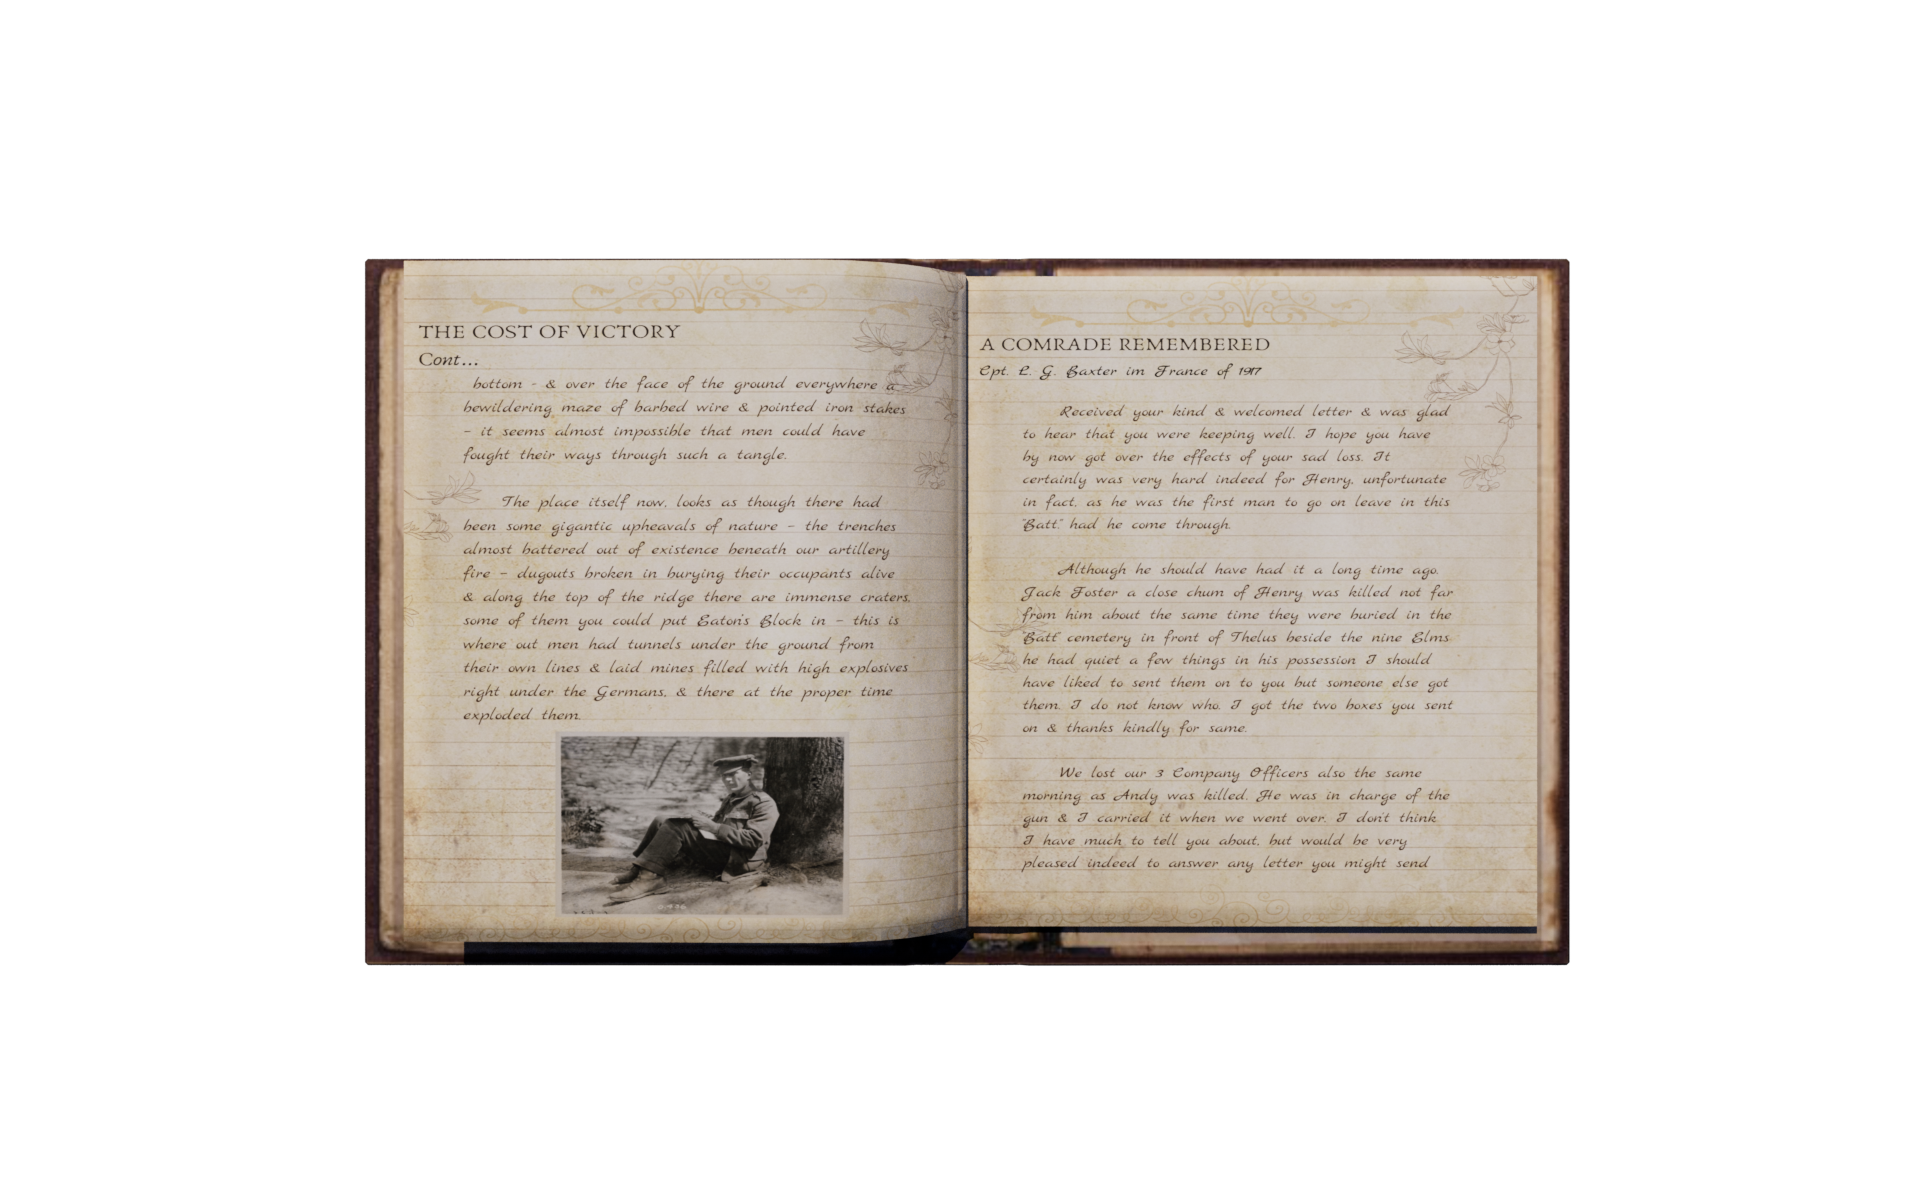 THE COST OF VICTORY
Cont...
bottom - & over the face of the ground everywhere a
bewildering maze of barbed wire & pointed iron stakes
– it seems almost impossible that men could have
fought their ways through such a tangle.
The place itself now, looks as though there had
been some gigantic upheavals of nature – the trenches
almost battered out of existence beneath our artillery
fire – dugouts broken in burying their occupants alive
& along the top of the ridge there are immense craters,
some of them you could put Eaton's Block in – this is
where out men had tunnels under the ground from
their own lines & laid mines filled with high explosives
right under the Germans, & there at the proper time
exploded them.
A COMRADE REMEMBERED
Cpt. L. G. Baxter im France of 1917
Received your kind & welcomed letter & was glad
to hear that you were keeping well. I hope you have
by now got over the effects of your sad loss. It
certainly was very hard indeed for Henry, unfortunate
in fact, as he was the first man to go on leave in this
"Batt." had he come through.
Although he should have had it a long time ago.
Jack Foster a close chum of Henry was killed not far
from him about the same time they were buried in the
"Batt" cemetery in front of Thelus beside the nine Elms
he had quiet a few things in his possession I should
have liked to sent them on to you but someone else got
them. I do not know who. I got the two boxes you sent
on & thanks kindly for same.
We lost our 3 Company Officers also the same
morning as Andy was killed. He was in charge of the
gun & I carried it when we went over. I don't think
I have much to tell you about, but would be very
pleased indeed to answer any letter you might send